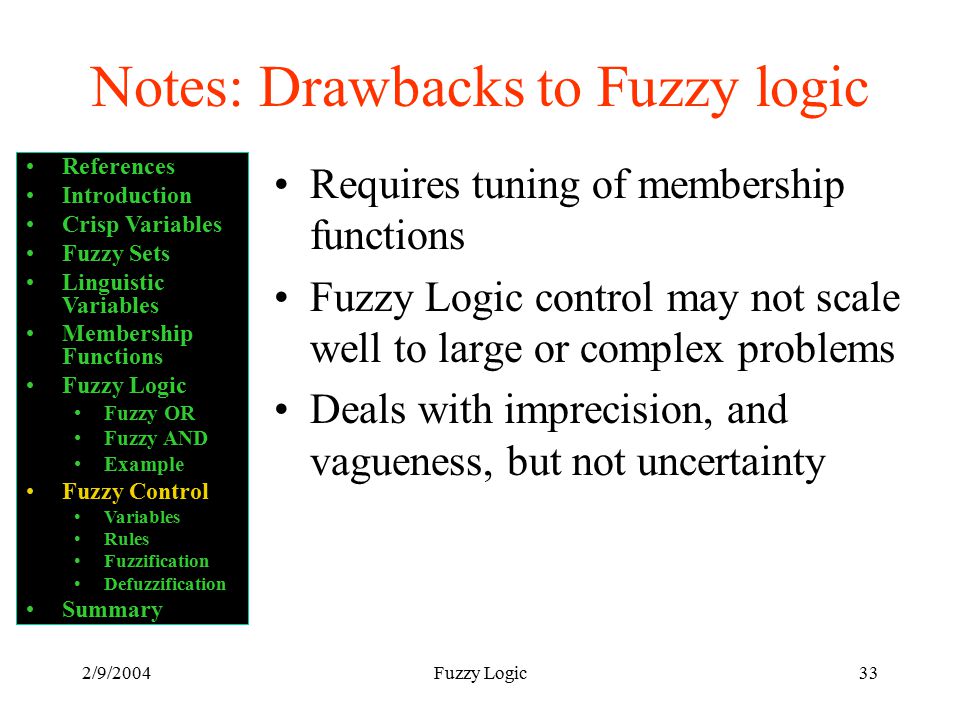 Notes: Drawbacks to Fuzzy logic
• References
• Introduction
• Crisp Variables
• Fuzzy Sets
• Linguistic
Variables
• Membership
Functions
• Fuzzy Logic
• Fuzzy OR
• Fuzzy AND
• Example
• Fuzzy Control
• Variables
• Rules
• Fuzzification
• Defuzzification
• Summary
• Requires tuning of membership
functions
• Fuzzy Logic control may not scale
well to large or complex problems
• Deals with imprecision, and
vagueness, but not uncertainty
2/9/2004
Fuzzy Logic
33